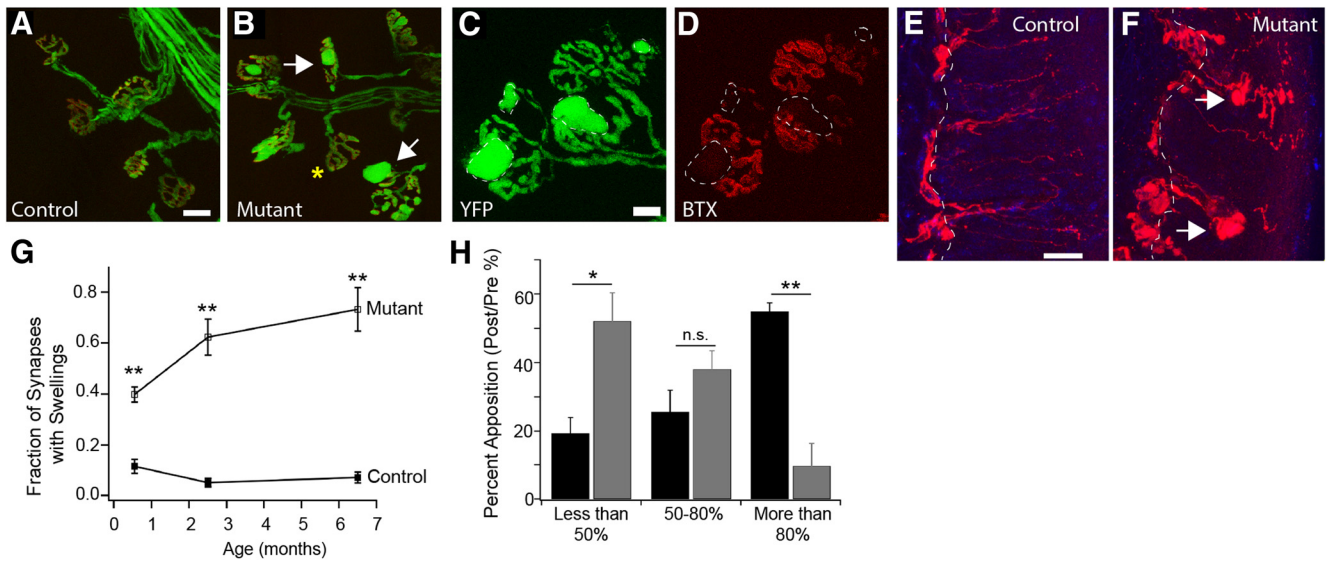 A
Control
B
Mutant
*
C
YFP
D
BTX
E
Control
F
Mutant
G
Fraction of Synapses
with Swellings
0.8
0.6
0.4
0.2
0.0
**
**
**
Mutant
Control
0 1 2 3 4 5 6 7
Age (months)
H
Percent Apposition (Post/Pre %)
60
40
20
0
*
n.s.
**
Less than
50%
50-80%
More than
80%